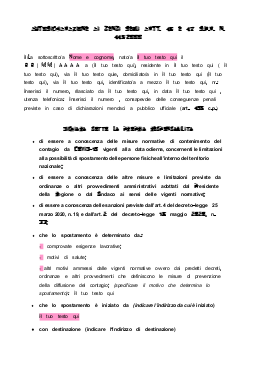 AUTODICHIARAZIONE AI SENSI DEGLI ARTT. 46 E 47 D.P.R. N.
445/2000
Il/La sottoscritto/a Nome e cognome, nato/a il tuo testo qui il
a (il tuo testo qui), residente in il tuo testo qui ( il
tuo testo qui), via il tuo testo qui, domiciliato/a in il tuo testo qui (il tuo
testo qui), via il tuo testo qui, identificato/a a mezzo il tuo testo qui, n.:
Inserirsi il numero, rilasciato da il tuo testo qui, in data il tuo testo qui ,
utenza telefonica: Inserirsi il numero , consapevole delle conseguenze penali
previste in caso di dichiarazioni mendaci a pubblico ufficiale (art. 495 c.p.)
DICHIARA SOTTO LA PROPRIA RESPONSABILITÀ
• di essere a conoscenza delle misure normative di contenimento del
contagio da COVID-19 vigenti alla data odierna, concernenti le limitazioni
alla possibilità di spostamento delle persone fisiche all'interno del territorio
nazionale;
• di essere a conoscenza delle altre misure e limitazioni previste da
ordinanze o altri provvedimenti amministrativi adottati dal Presidente
della Regione o dal Sindaco ai sensi delle vigenti normative;
• di essere a conoscenza delle sanzioni previste dall'art. 4 del decreto-legge 25
marzo 2020, n. 19, e dall'art. 2 del decreto-legge 16 maggio 2020, n.
33;
• che lo spostamento è determinato da:
comprovate esigenze lavorative;
motivi di salute;
altri motivi ammessi dalle vigenti normative ovvero dai predetti decreti,
ordinanze e altri provvedimenti che definiscono le misure di prevenzione
della diffusione del contagio; (specificare il motivo che determina lo
spostamento): il tuo testo qui
• che lo spostamento è iniziato da (indicare l'indirizzo da cui è iniziato)
il tuo testo qui
• con destinazione (indicare l'indirizzo di destinazione)